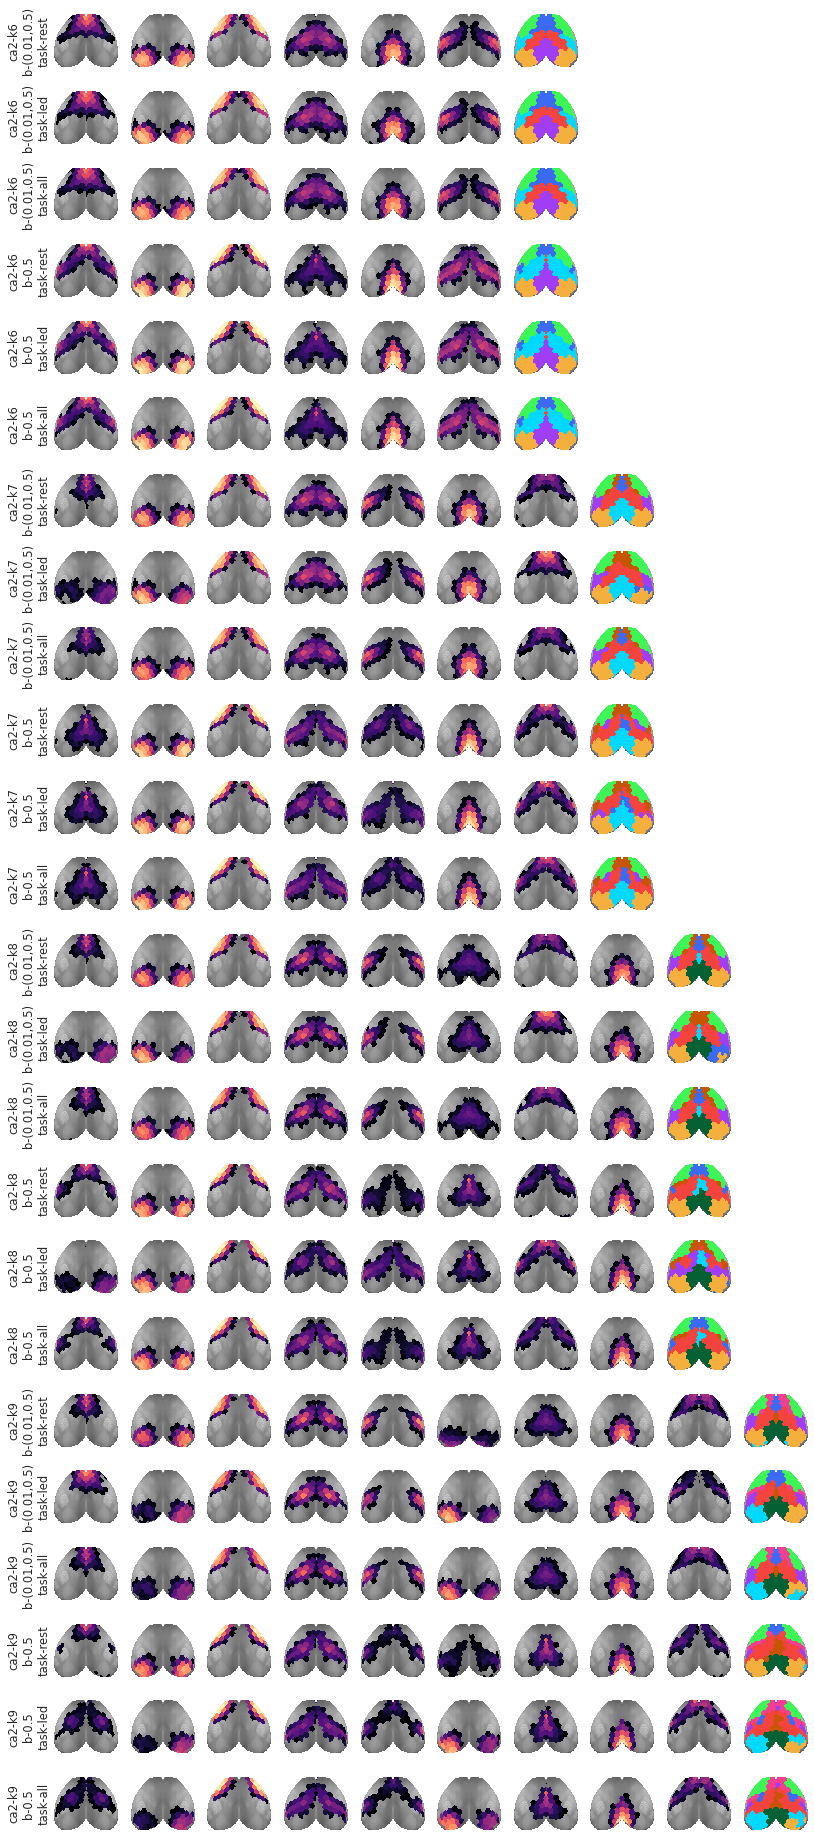 ca2-k6
b-(0.01,0.5)
task-rest
ca2-k6
b-(0.01,0.5)
task-led
ca2-k6
b-(0.01,0.5)
task-all
ca2-k6
b-0.5
task-rest
ca2-k6
b-0.5
task-led
ca2-k6
b-0.5
task-all
ca2-k7
b-(0.01,0.5)
task-rest
ca2-k7
b-(0.01,0.5)
task-led
ca2-k7
b-(0.01,0.5)
task-all
ca2-k7
b-0.5
task-rest
ca2-k7
b-0.5
task-led
ca2-k7
b-0.5
task-all
ca2-k8
b-(0.01,0.5)
task-rest
ca2-k8
b-(0.01,0.5)
task-led
ca2-k8
b-(0.01,0.5)
task-all
ca2-k8
b-0.5
task-rest
ca2-k8
b-0.5
task-led
ca2-k8
b-0.5
task-all
ca2-k9
b-(0.01,0.5)
task-rest
ca2-k9
b-(0.01,0.5)
task-led
ca2-k9
b-(0.01,0.5)
task-all
ca2-k9
b-0.5
task-rest
ca2-k9
b-0.5
task-led
ca2-k9
b-0.5
task-all